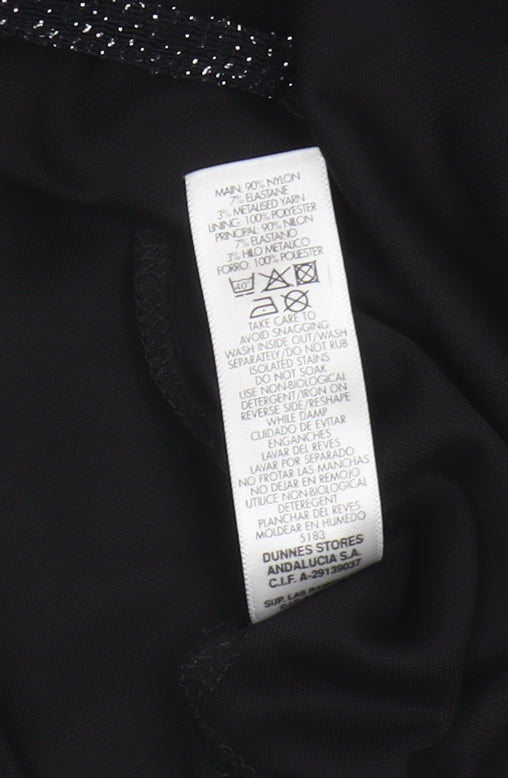 MAIN: 90% NYLON
7% ELASTANE
3% METALISED YARN
LINING: 100% POLYESTER
PRINCIPAL: 90% NILON
7% ELASTANO
3% HILO METALICO
FORRO: 100% POLIESTER
40°
TAKE CARE TO
AVOID SNAGGING
WASH INSIDE OUT/WASH
SEPARATELY/DO NOT RUB
ISOLATED STAINS
DO NOT SOAK
USE NON-BIOLOGICAL
DETERGENT/IRON ON
REVERSE SIDE/RESHAPE
WHILE DAMP
CUIDADO DE EVITAR
ENGANCHES
LAVAR DEL REVES
LAVAR POR SEPARADO
NO FROTAR LAS MANCHAS
NO DEJAR EN REMOJO
UTILICE NON-BIOLOGICAL
DETEREGENT
PLANCHAR DEL REVES
MOLDEAR EN HUMEDO
5183
DUNNES STORES
ANDALUCIA S.A.
C.I.F. A-29139037
SUP. LAS